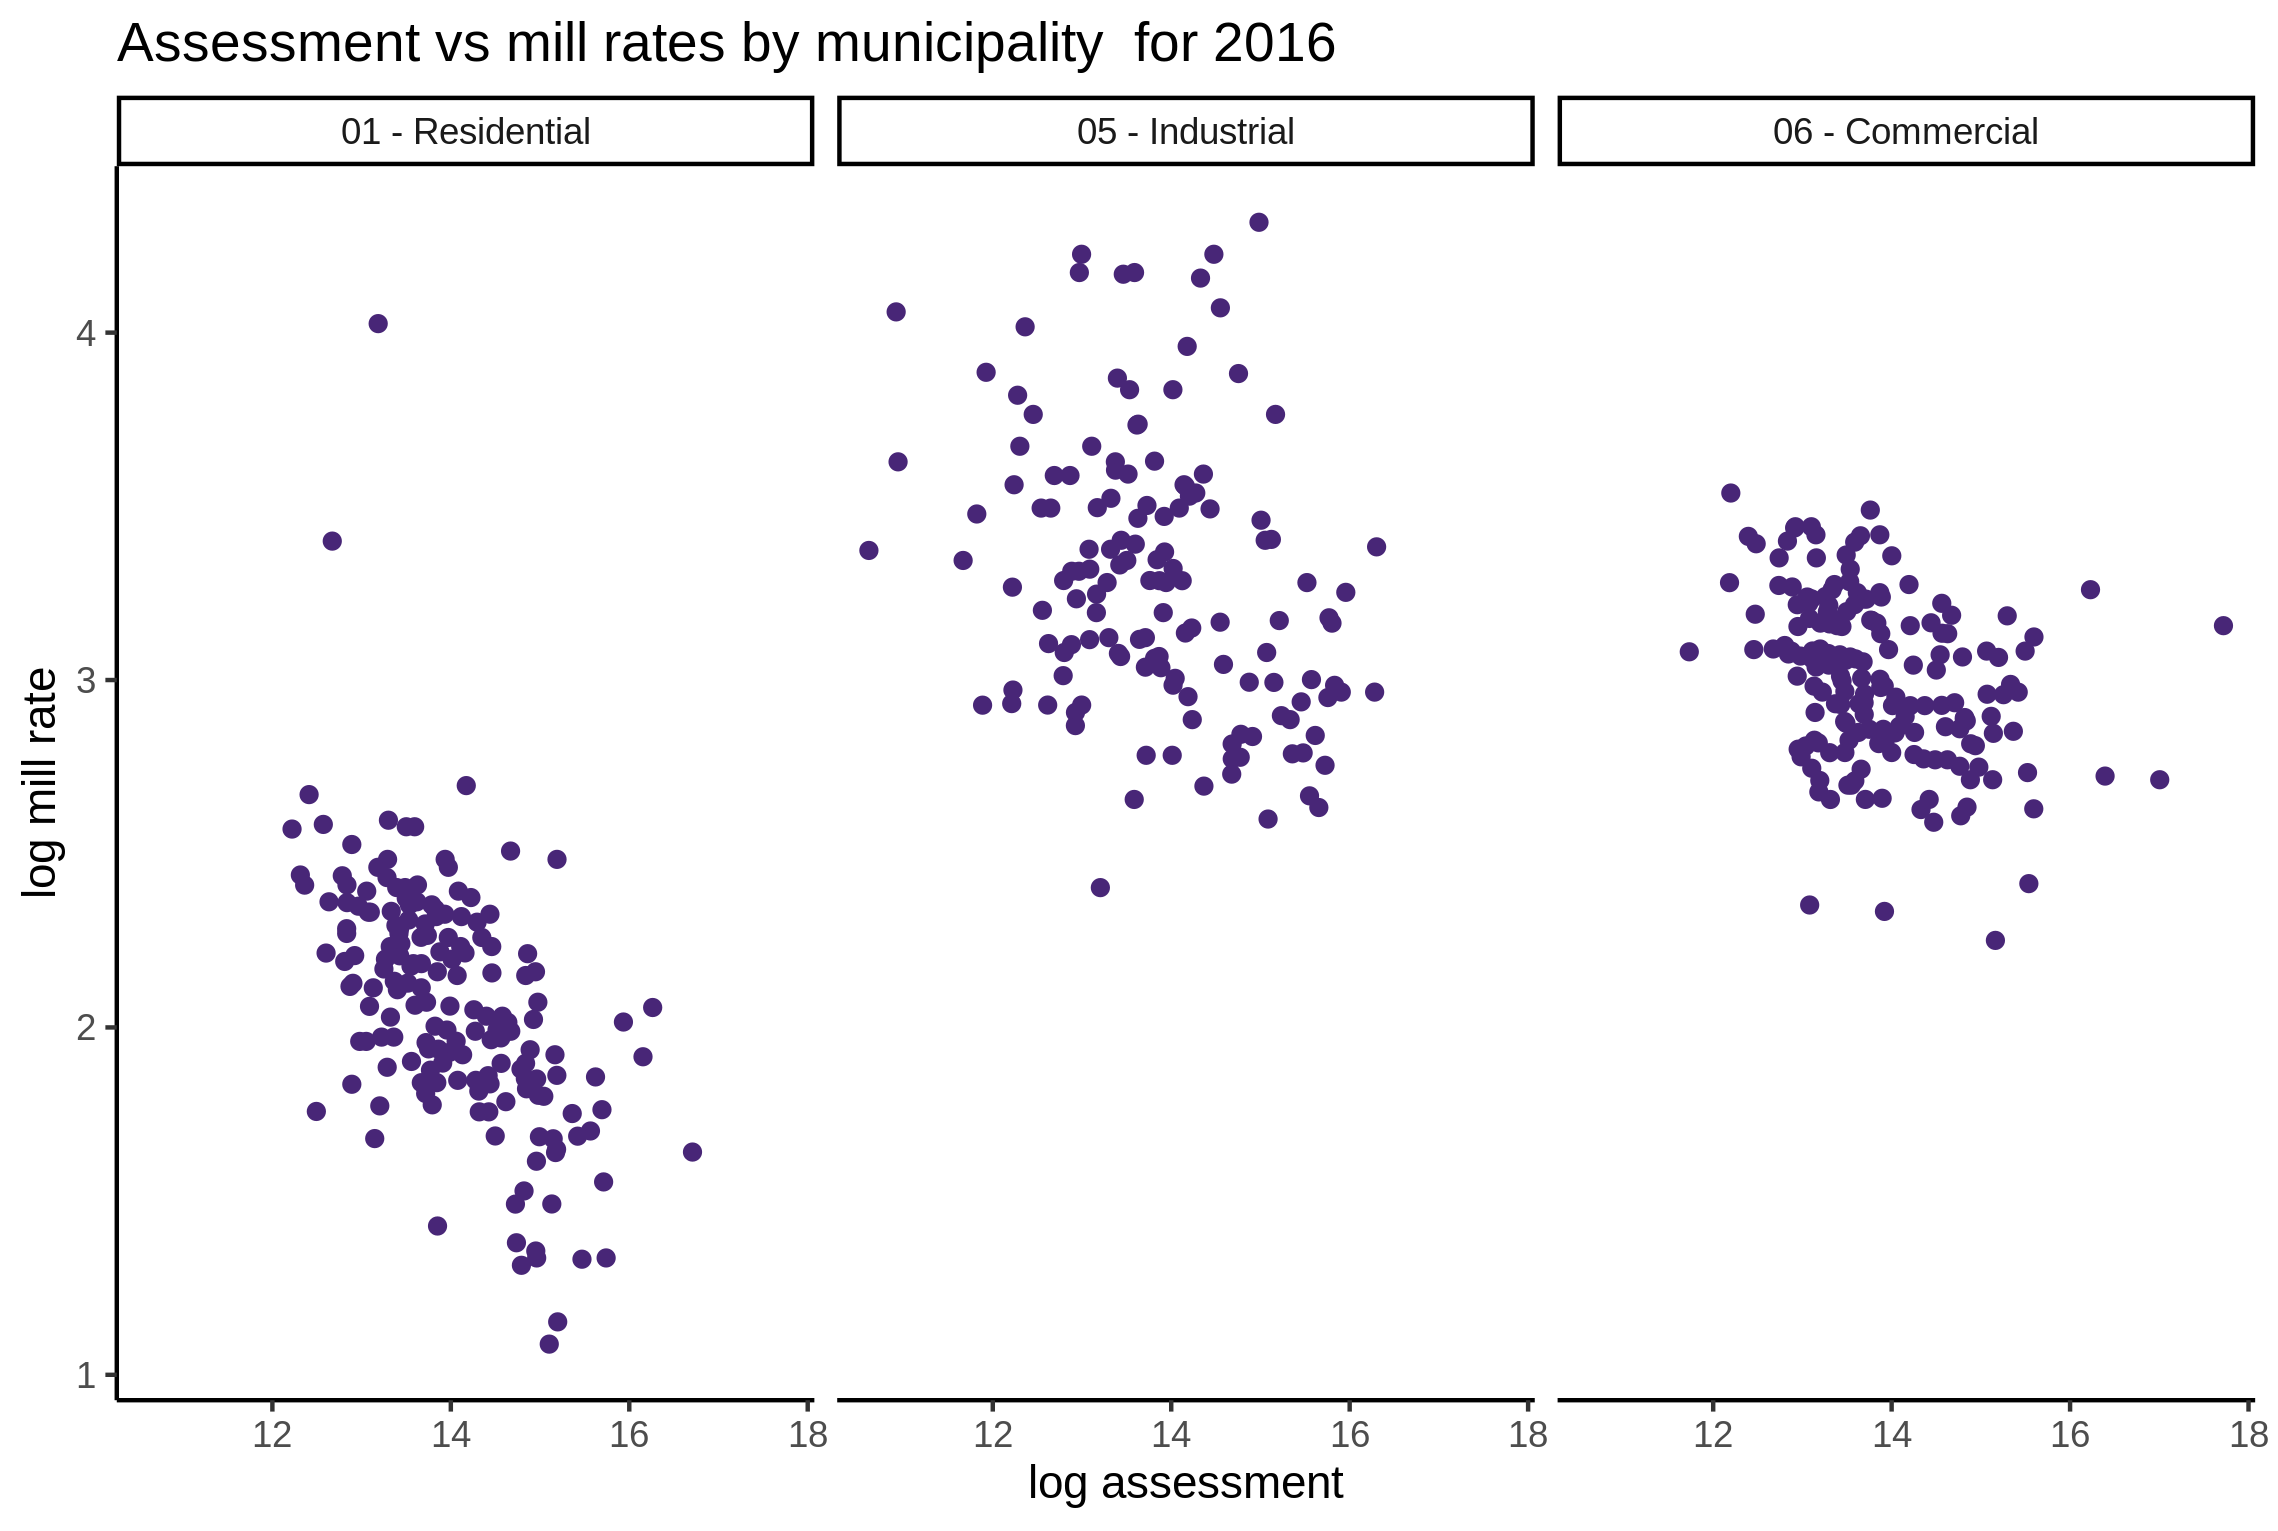 Assessment vs mill rates by municipality  for 2016
01 - Residential
05 - Industrial
06 - Commercial
4
3
2
1
log mill rate
12 14 16 18
12 14 16 18
12 14 16 18
log assessment